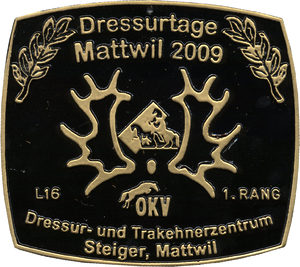 Dressurtage
Mattwil 2009
OKV
L16
1. RANG
Dressur- und Trakehnerzentrum
Steiger, Mattwil